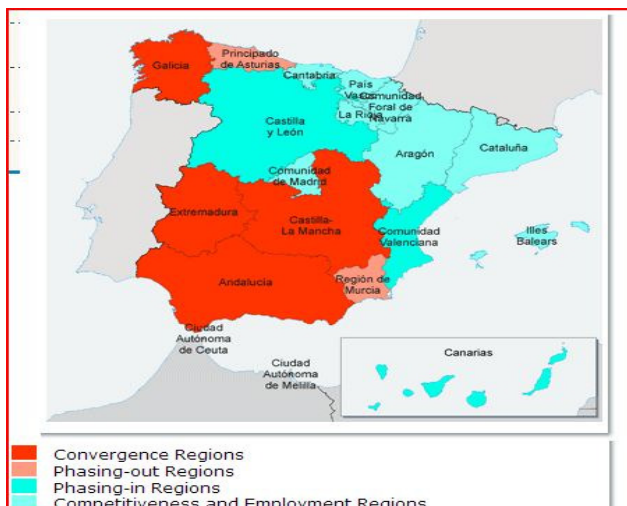 Galicia
Principado
de Asturias
Cantabria
País
Vasco
Comunidad
Foral de
Navarra
La Rioja
Castilla
y León
Aragón
Cataluña
Comunidad
de Madrid
Extremadura
Castilla-
La Mancha
Comunidad
Valenciana
Illes
Balears
Andalucía
Región de
Murcia
Ciudad
Autónoma
de Ceuta
Ciudad
Autónoma
de Melilla
Canarias
Convergence Regions
Phasing-out Regions
Phasing-in Regions
Competitiveness and Employment Regions